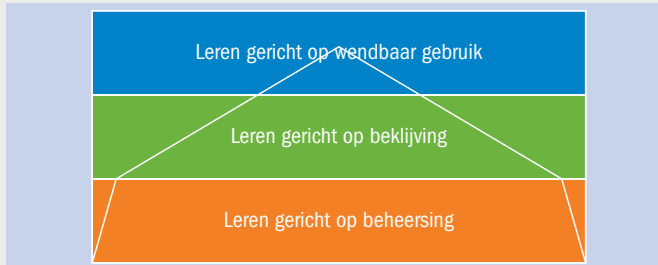 Leren gericht op wendbaar gebruik
Leren gericht op beklijving
Leren gericht op beheersing